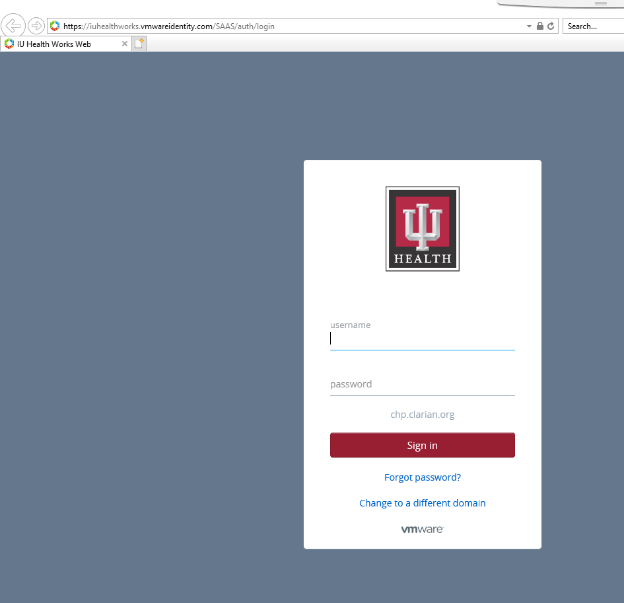 https://iuhealthworks.vmwareidentity.com/SAAS/auth/login
Search...
IU Health Works Web
HEALTH
username
password
chp.clarian.org
Sign in
Forgot password?
Change to a different domain
vmware